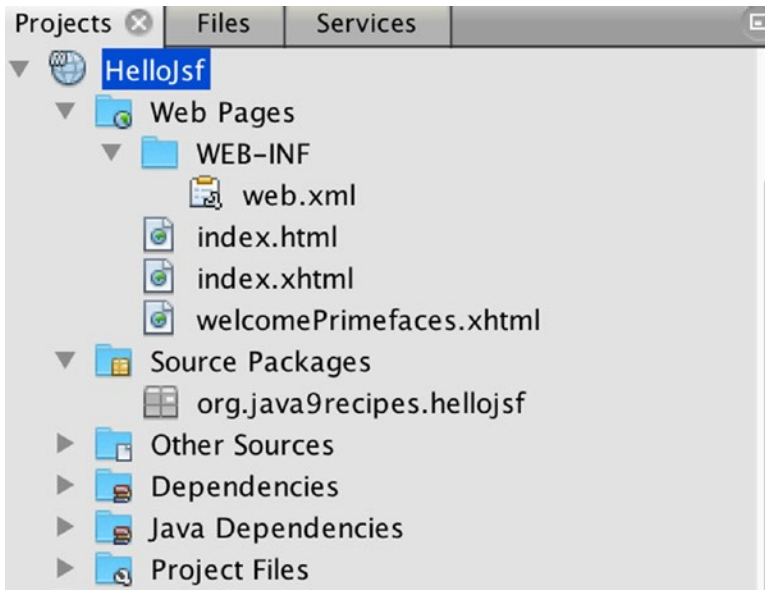 Projects Files Services
HelloJsf
Web Pages
WEB-INF
web.xml
index.html
index.xhtml
welcomePrimefaces.xhtml
Source Packages
org.java9recipes.hellojsf
Other Sources
Dependencies
Java Dependencies
Project Files